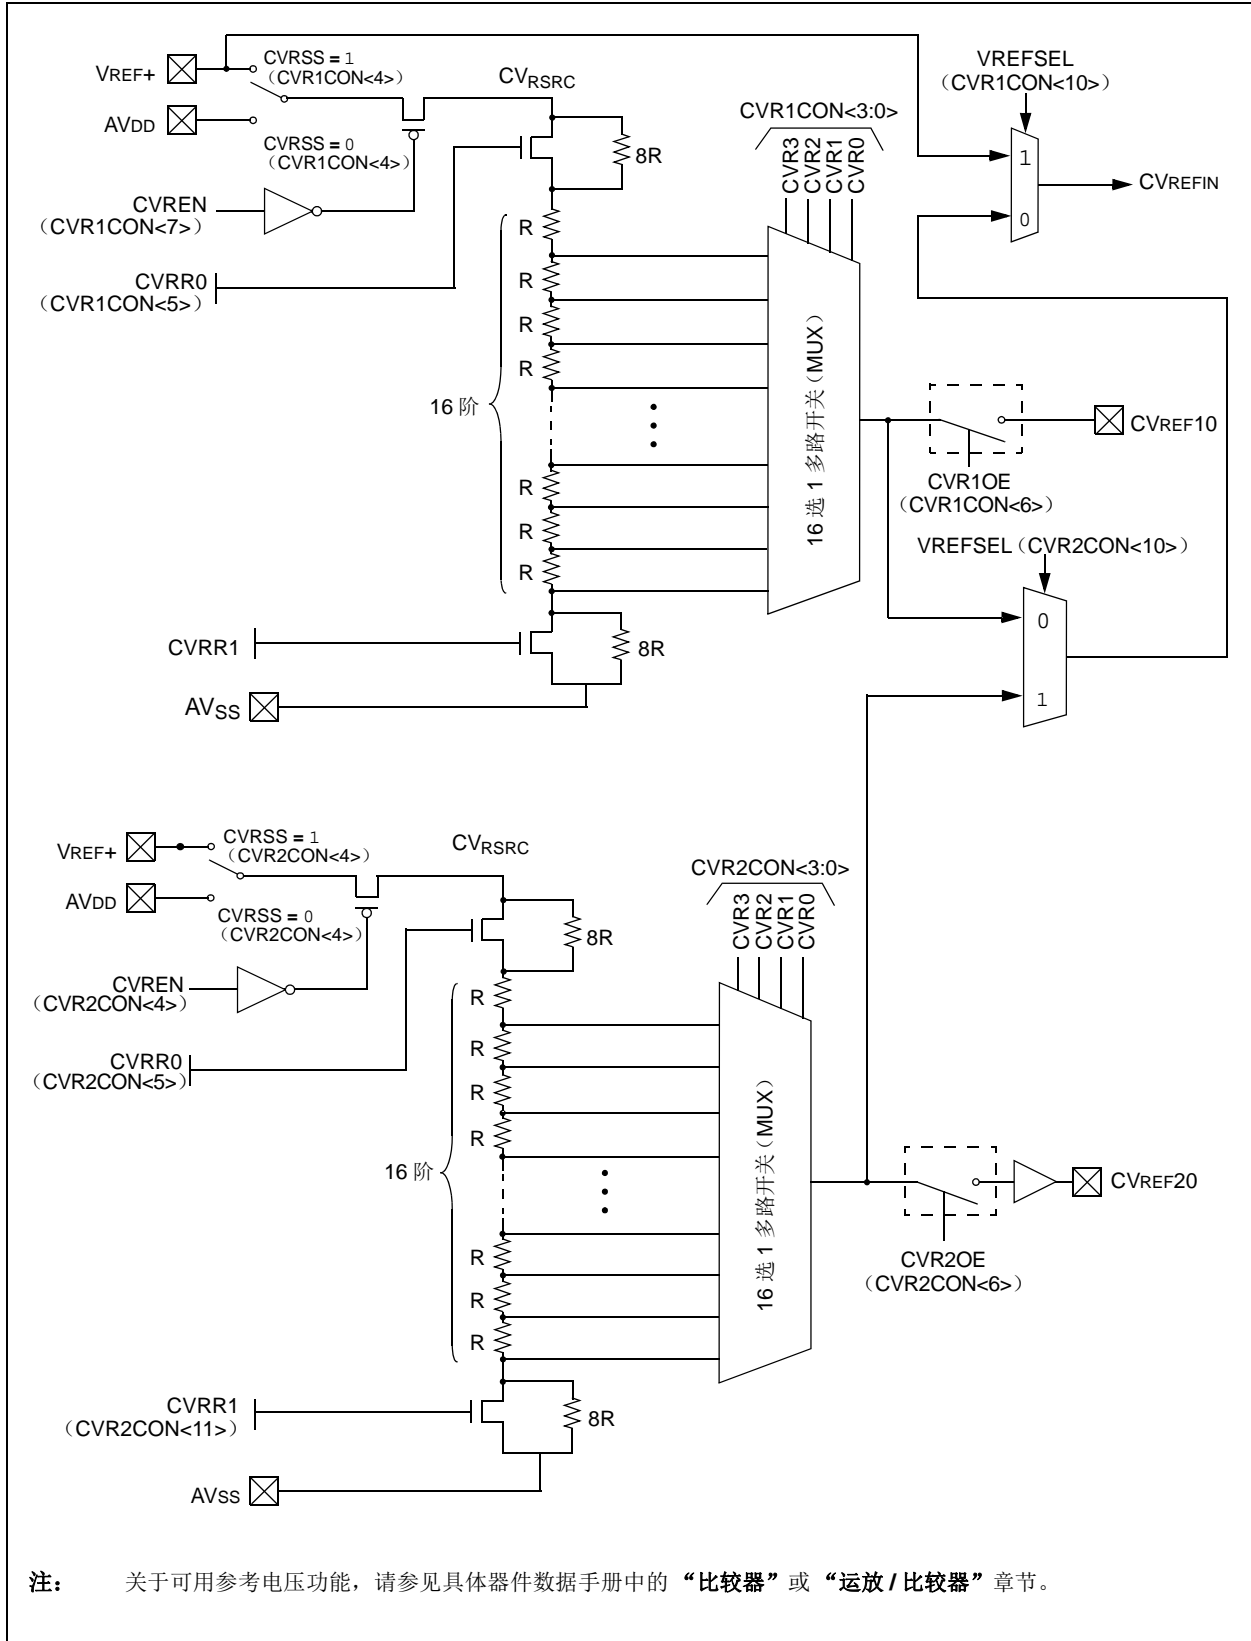 VREF+
CVRSS = 1
（CVR1CON<4>）
CVRSRC
VREFSEL
（CVR1CON<10>）
AVDD
CVRSS = 0
（CVR1CON<4>）
8R
CVR1CON<3:0>
CVR3
CVR2
CVR1
CVR0
1
0
CVREFIN
CVREN
（CVR1CON<7>）
CVRR0
（CVR1CON<5>）
R
R
R
R
16 阶
R
R
R
16 选 1 多路开关（MUX）
CVREF10
CVR1OE
（CVR1CON<6>）
VREFSEL（CVR2CON<10>）
0
1
CVRR1
8R
AVSS
VREF+
CVRSS = 1
（CVR2CON<4>）
CVRSRC
AVDD
CVRSS = 0
（CVR2CON<4>）
8R
CVR2CON<3:0>
CVR3
CVR2
CVR1
CVR0
CVREN
（CVR2CON<4>）
CVRR0
（CVR2CON<5>）
R
R
R
R
16 阶
R
R
R
16 选 1 多路开关（MUX）
CVREF20
CVR2OE
（CVR2CON<6>）
CVRR1
（CVR2CON<11>）
8R
AVSS
注： 关于可用参考电压功能，请参见具体器件数据手册中的 “比较器” 或 “运放 / 比较器” 章节。